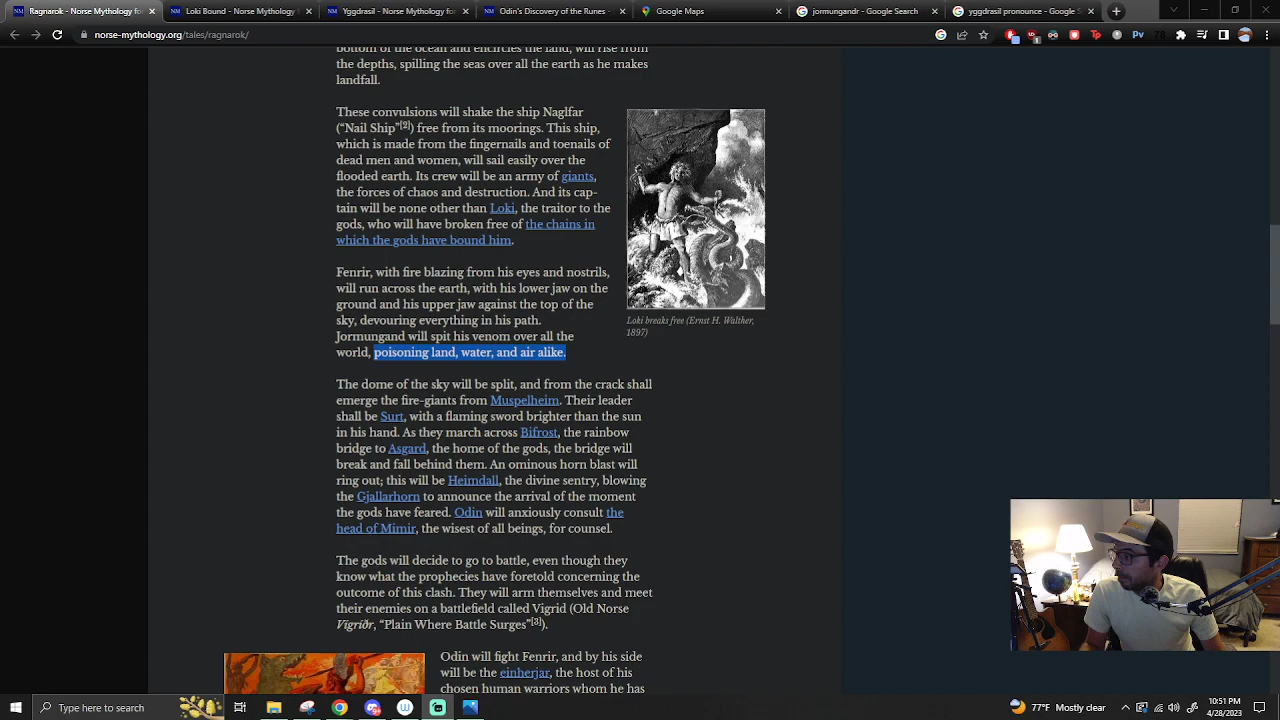 Ragnarok - Norse Mythology for
Loki Bound - Norse Mythology
Yggdrasil - Norse Mythology for
Odin's Discovery of the Runes -
Google Maps
jormungandr - Google Search
yggdrasil pronounce - Google S
norse-mythology.org/tales/ragnarok/
bottom of the ocean and encircles the land, will rise from
the depths, spilling the seas over all the earth as he makes
landfall.
These convulsions will shake the ship Naglfar
(“Nail Ship”[2]) free from its moorings. This ship,
which is made from the fingernails and toenails of
dead men and women, will sail easily over the
flooded earth. Its crew will be an army of giants,
the forces of chaos and destruction. And its cap-
tain will be none other than Loki, the traitor to the
gods, who will have broken free of the chains in
which the gods have bound him.
Loki breaks free (Ernst H. Walther,
1897)
Fenrir, with fire blazing from his eyes and nostrils,
will run across the earth, with his lower jaw on the
ground and his upper jaw against the top of the
sky, devouring everything in his path.
Jormungand will spit his venom over all the
world, poisoning land, water, and air alike.
The dome of the sky will be split, and from the crack shall
emerge the fire-giants from Muspelheim. Their leader
shall be Surt, with a flaming sword brighter than the sun
in his hand. As they march across Bifrost, the rainbow
bridge to Asgard, the home of the gods, the bridge will
break and fall behind them. An ominous horn blast will
ring out; this will be Heimdall, the divine sentry, blowing
the Gjallarhorn to announce the arrival of the moment
the gods have feared. Odin will anxiously consult the
head of Mimir, the wisest of all beings, for counsel.
The gods will decide to go to battle, even though they
know what the prophecies have foretold concerning the
outcome of this clash. They will arm themselves and meet
their enemies on a battlefield called Vigrid (Old Norse
Vígríðr, “Plain Where Battle Surges”[3]).
Odin will fight Fenrir, and by his side
will be the einherjar, the host of his
chosen human warriors whom he has
Type here to search
77°F Mostly clear
10:51 PM
4/28/2023